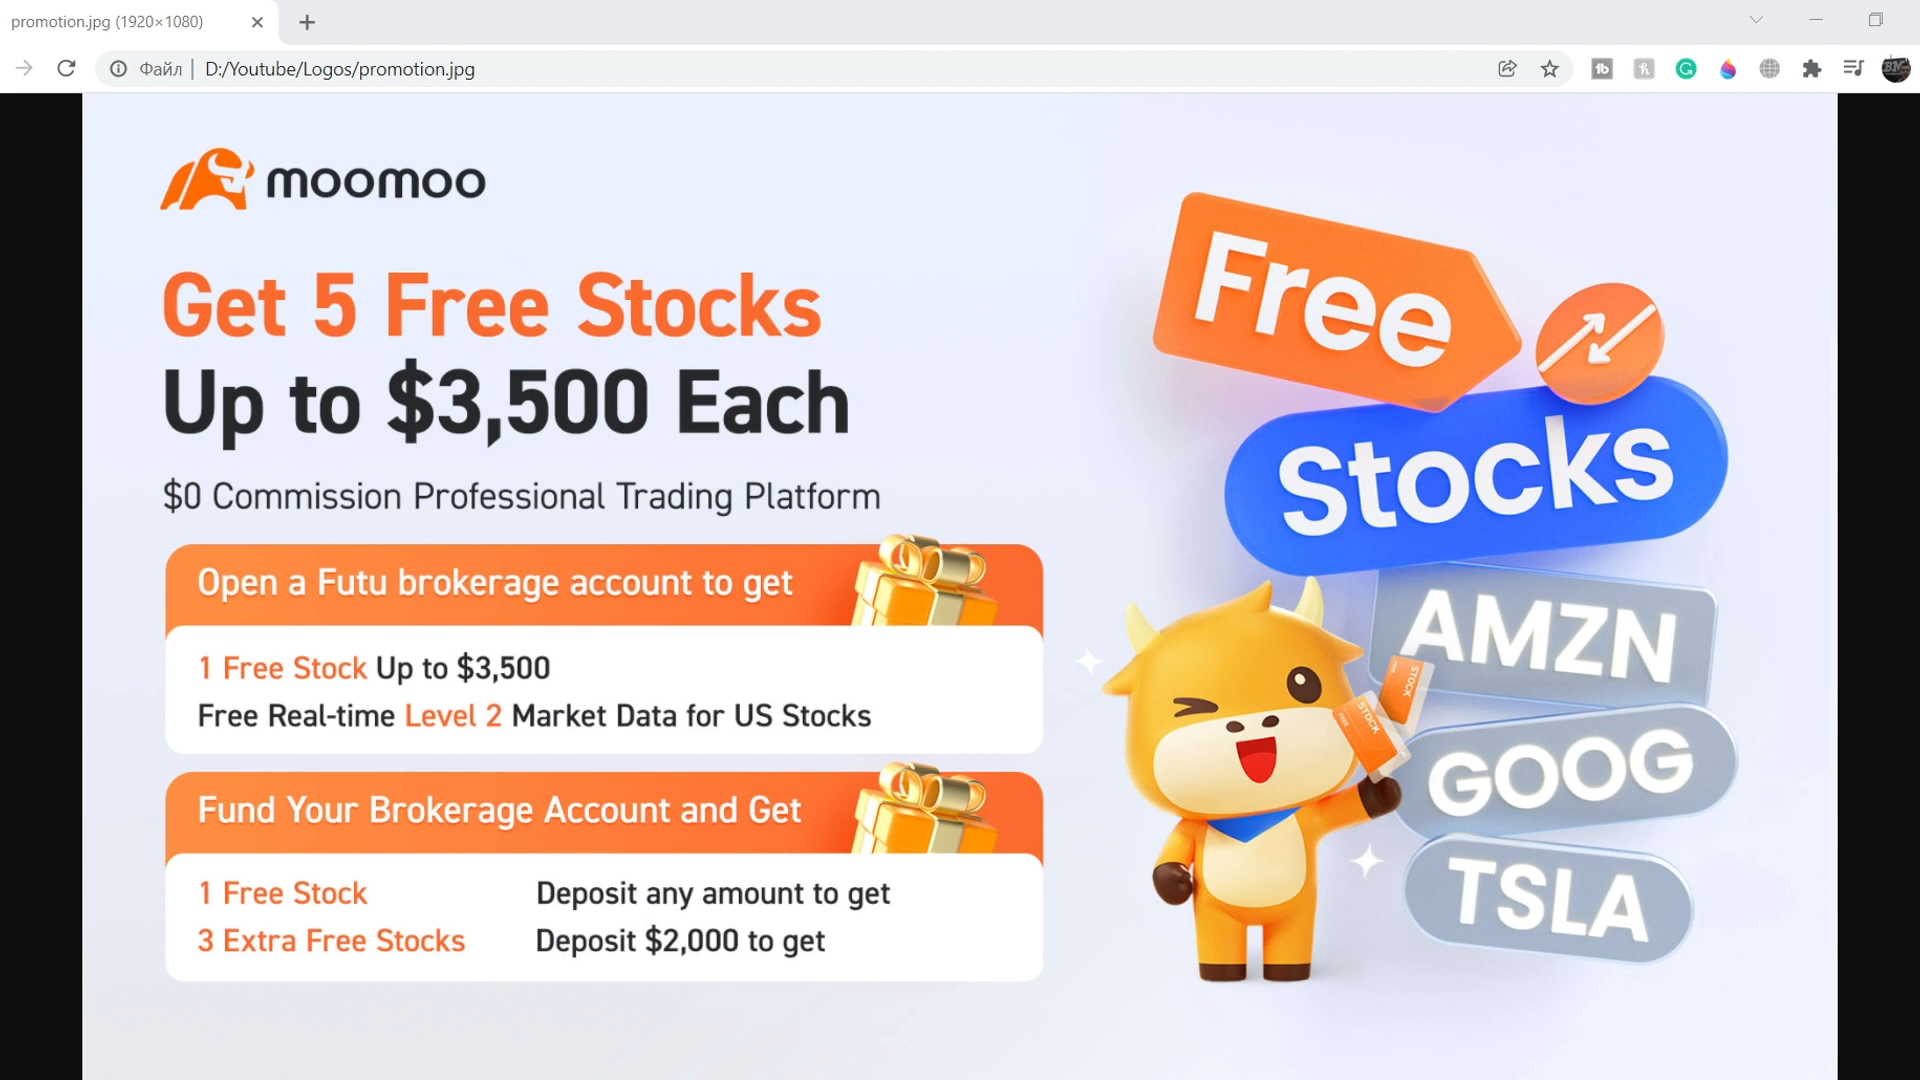 promotion.jpg (1920×1080)
Файл | D:/Youtube/Logos/promotion.jpg
moomoo
Get 5 Free Stocks
Up to $3,500 Each
$0 Commission Professional Trading Platform
Open a Futu brokerage account to get
1 Free Stock Up to $3,500
Free Real-time Level 2 Market Data for US Stocks
Fund Your Brokerage Account and Get
1 Free Stock Deposit any amount to get
3 Extra Free Stocks Deposit $2,000 to get
Free
Stocks
AMZN
GOOG
TSLA
STOCK
STOCK
FREE